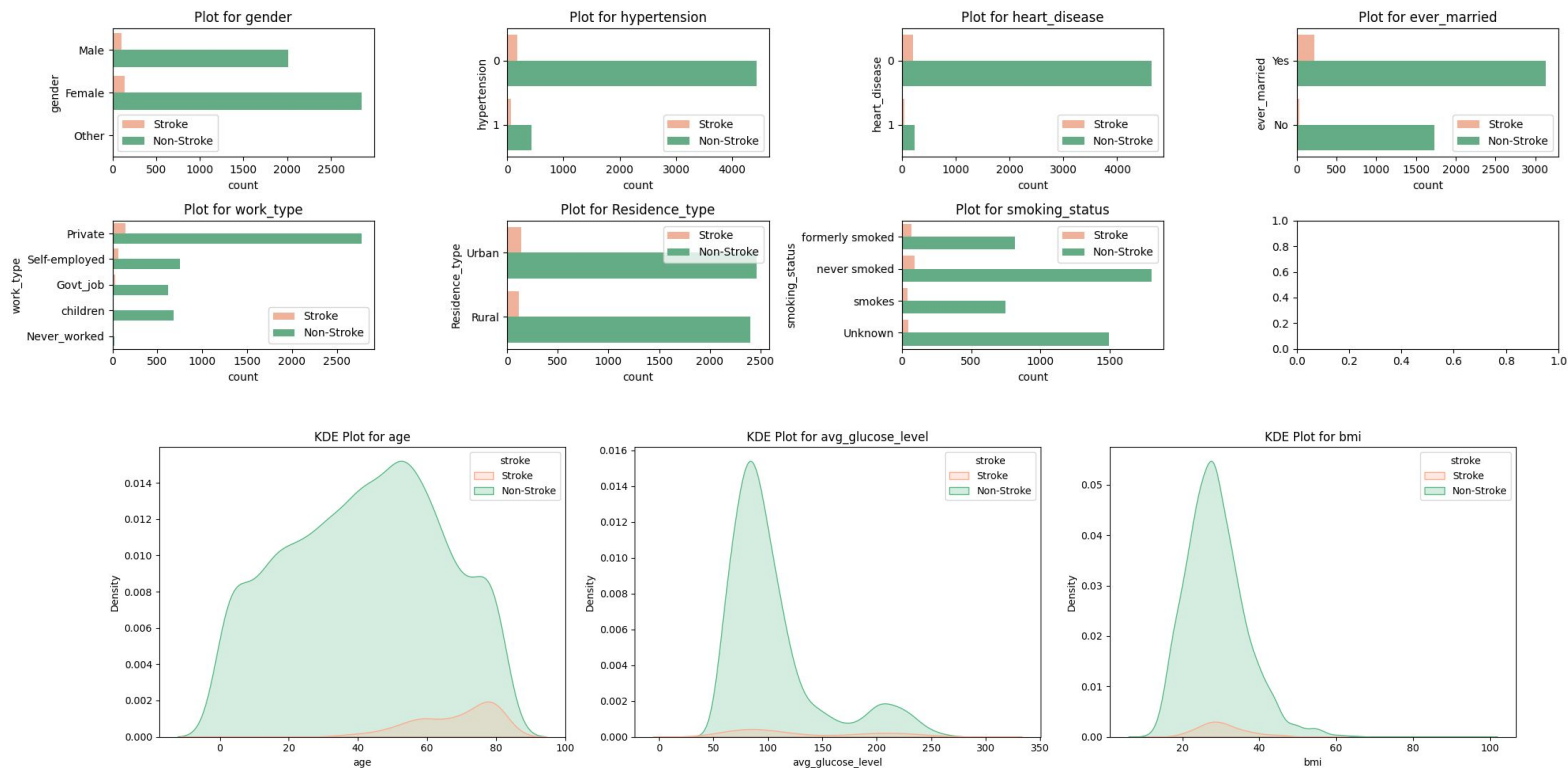 Plot for gender
gender
Male
Female
Other
Stroke
Non-Stroke
0 500 1000 1500 2000 2500
count
Plot for hypertension
hypertension
0
1
Stroke
Non-Stroke
0 1000 2000 3000 4000
count
Plot for heart_disease
heart_disease
0
1
Stroke
Non-Stroke
0 1000 2000 3000 4000
count
Plot for ever_married
ever_married
Yes
No
Stroke
Non-Stroke
0 500 1000 1500 2000 2500 3000
count
Plot for work_type
work_type
Private
Self-employed
Govt_job
children
Never_worked
Stroke
Non-Stroke
0 500 1000 1500 2000 2500
count
Plot for Residence_type
Residence_type
Urban
Rural
Stroke
Non-Stroke
0 500 1000 1500 2000 2500
count
Plot for smoking_status
smoking_status
formerly smoked
never smoked
smokes
Unknown
Stroke
Non-Stroke
0 500 1000 1500
count
1.0
0.8
0.6
0.4
0.2
0.0
0.0 0.2 0.4 0.6 0.8 1.0
KDE Plot for age
Density
0.014
0.012
0.010
0.008
0.006
0.004
0.002
0.000
stroke
Stroke
Non-Stroke
0 20 40 60 80 100
age
KDE Plot for avg_glucose_level
Density
0.016
0.014
0.012
0.010
0.008
0.006
0.004
0.002
0.000
stroke
Stroke
Non-Stroke
0 50 100 150 200 250 300 350
avg_glucose_level
KDE Plot for bmi
Density
0.05
0.04
0.03
0.02
0.01
0.00
stroke
Stroke
Non-Stroke
20 40 60 80 100
bmi